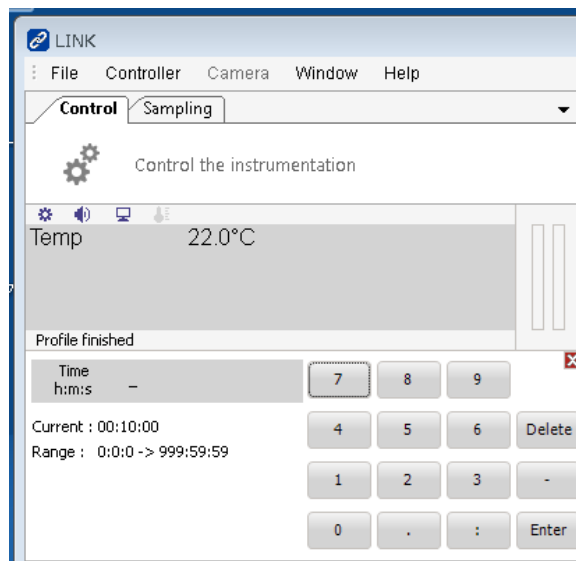 LINK
File Controller Camera Window Help
Control Sampling
Control the instrumentation
Temp 22.0°C
Profile finished
Time
h:m:s –
7 8 9
Current : 00:10:00
4 5 6 Delete
Range : 0:0:0 -> 999:59:59
1 2 3 -
0 . : Enter